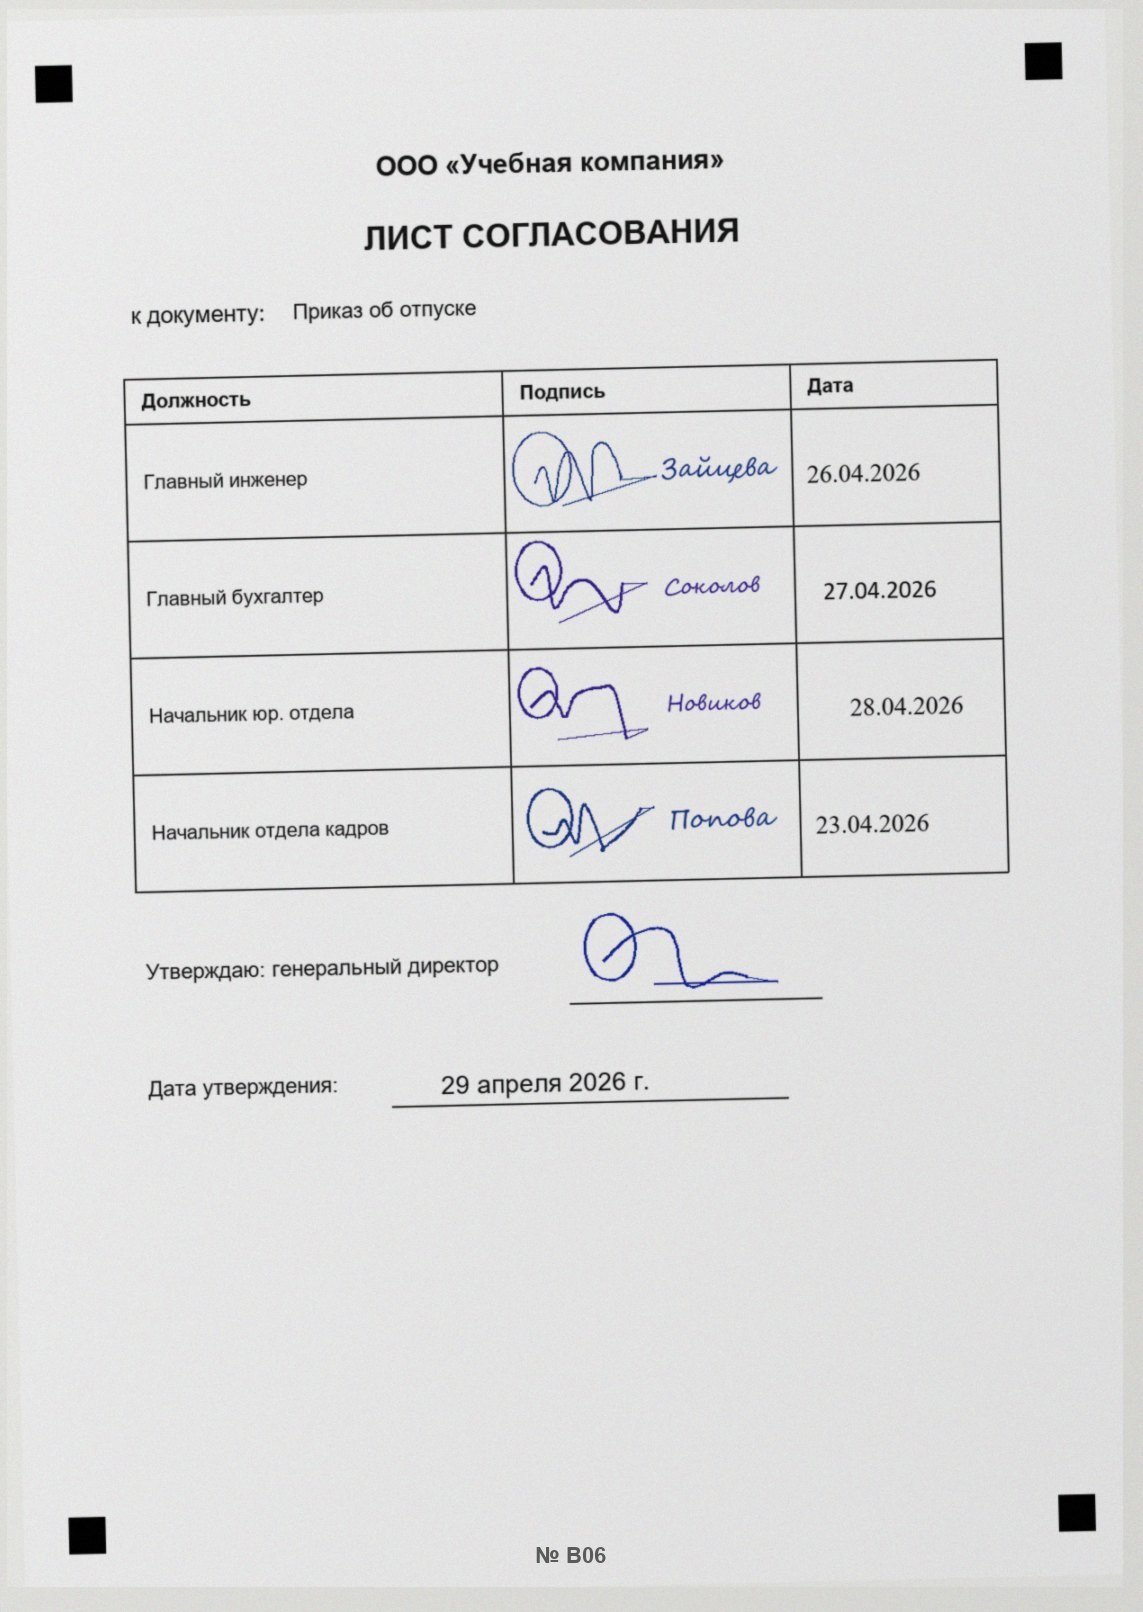 ООО «Учебная компания»
ЛИСТ СОГЛАСОВАНИЯ
к документу: Приказ об отпуске
Должность Подпись Дата
Главный инженер Зайцева 26.04.2026
Главный бухгалтер Соколов 27.04.2026
Начальник юр. отдела Новиков 28.04.2026
Начальник отдела кадров Попова 23.04.2026
Утверждаю: генеральный директор
Дата утверждения: 29 апреля 2026 г.
№ B06